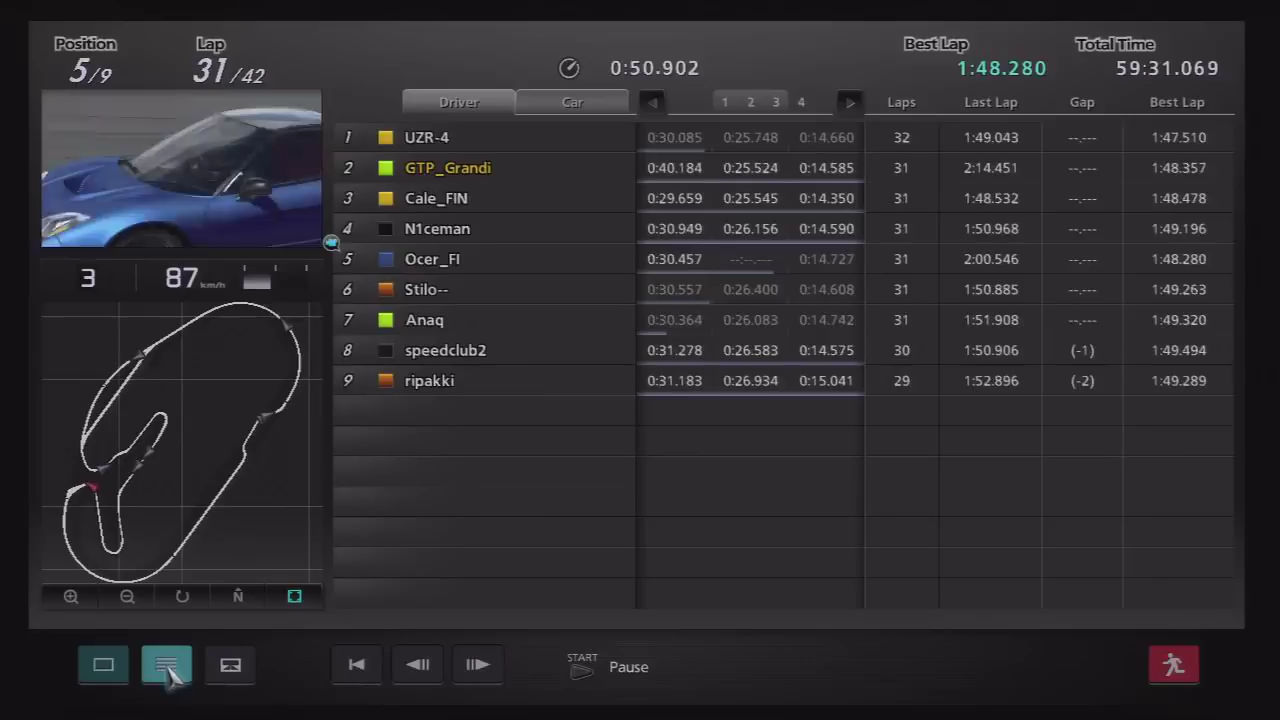 Position Lap Best Lap Total Time
5/9 31/42 0:50.902 1:48.280 59:31.069
Driver Car 1 2 3 4 Laps Last Lap Gap Best Lap
1 UZR-4 0:30.085 0:25.748 0:14.660 32 1:49.043 --.--- 1:47.510
2 GTP_Grandi 0:40.184 0:25.524 0:14.585 31 2:14.451 --.--- 1:48.357
3 Cale_FIN 0:29.659 0:25.545 0:14.350 31 1:48.532 --.--- 1:48.478
4 N1ceman 0:30.949 0:26.156 0:14.590 31 1:50.968 --.--- 1:49.196
5 Ocer_FI 0:30.457 --:--.--- 0:14.727 31 2:00.546 --.--- 1:48.280
6 Stilo-- 0:30.557 0:26.400 0:14.608 31 1:50.885 --.--- 1:49.263
7 Anaq 0:30.364 0:26.083 0:14.742 31 1:51.908 --.--- 1:49.320
8 speedclub2 0:31.278 0:26.583 0:14.575 30 1:50.906 (-1) 1:49.494
9 ripakki 0:31.183 0:26.934 0:15.041 29 1:52.896 (-2) 1:49.289
3 87 km/h
N
START Pause